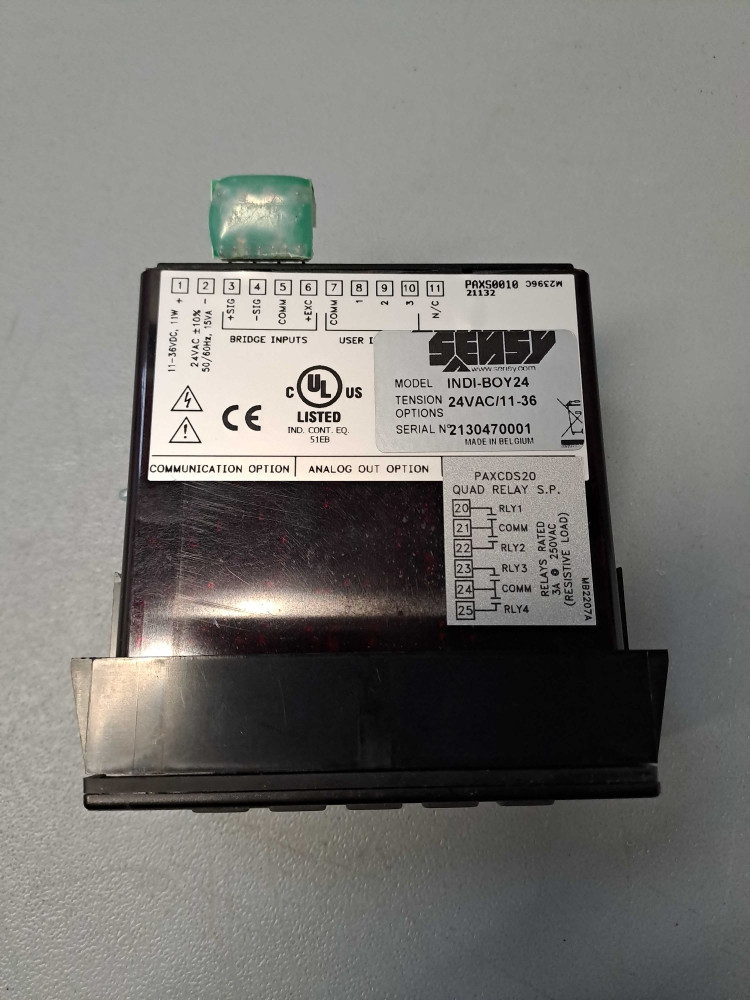 1 2 3 4 5 6 7 8 9 10 11
PAXS0010 M2396C
21132
+ -
+SIG -SIG COMM +EXC COMM 1 2 3 N/C
11-36VDC, 11W
24VAC ±10%
50/60Hz, 15VA
BRIDGE INPUTS USER I
SENSY
www.sensy.com
MODEL INDI-BOY24
TENSION 24VAC/11-36
OPTIONS
SERIAL N° 2130470001
MADE IN BELGIUM
CE
C UL US
LISTED
IND. CONT. EQ.
51EB
COMMUNICATION OPTION ANALOG OUT OPTION
PAXCDS20
QUAD RELAY S.P.
20 RLY1
21 COMM
22 RLY2
23 RLY3
24 COMM
25 RLY4
RELAYS RATED
3A @ 250VAC
(RESISTIVE LOAD)
MB2207A